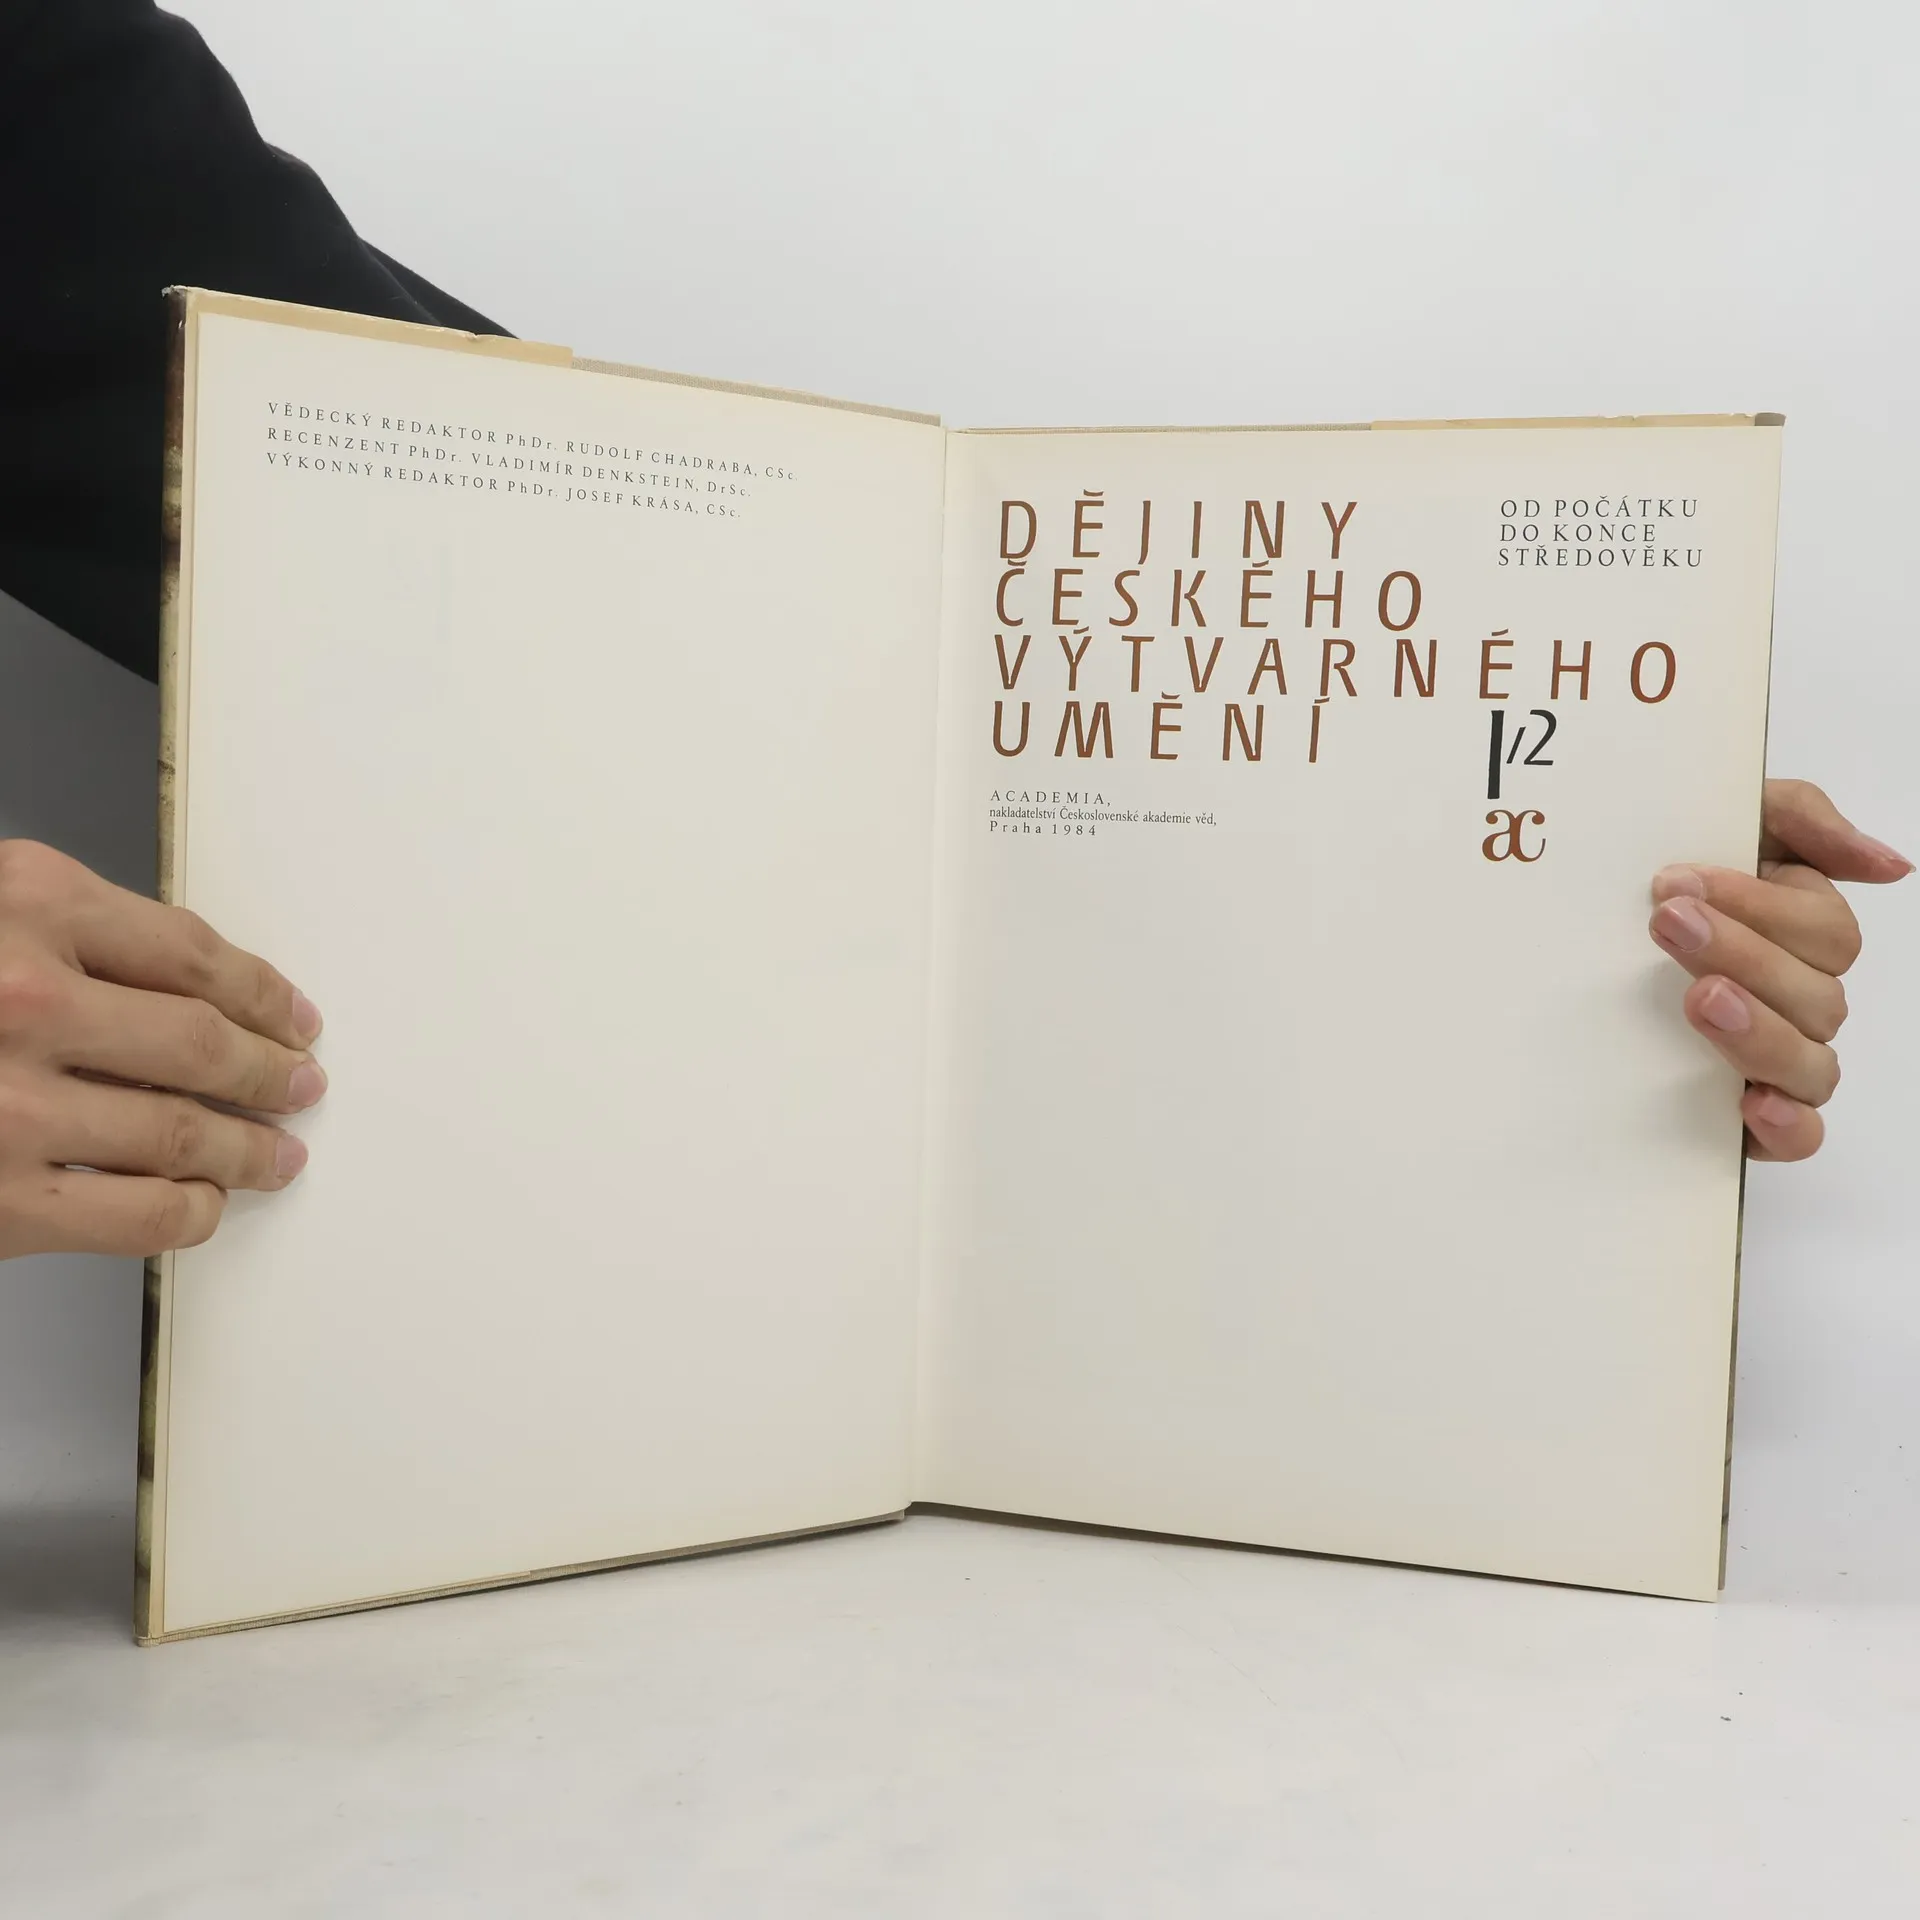 VĚDECKÝ REDAKTOR PhDr. RUDOLF CHADRABA, CSc.
RECENZENT PhDr. VLADIMÍR DENKSTEIN, DrSc.
VÝKONNÝ REDAKTOR PhDr. JOSEF KRÁSA, CSc.
DĚJINY
ČESKÉHO
VÝTVARNÉHO
UMĚNÍ
OD POČÁTKU
DO KONCE
STŘEDOVĚKU
I/2
ac
ACADEMIA,
nakladatelství Československé akademie věd,
Praha 1984